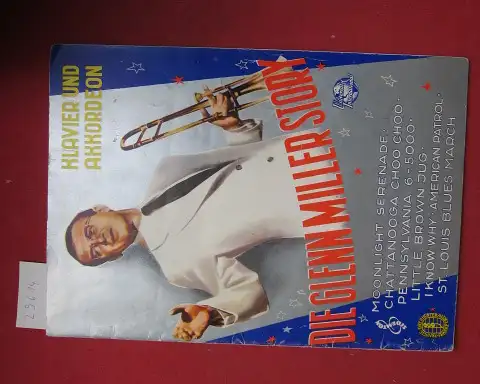 KLAVIER UND
AKKORDEON
DIE GLENN MILLER STORY
MOONLIGHT SERENADE·
CHATTANOOGA CHOO CHOO·
PENNSYLVANIA 6-5000·
LITTLE BROWN JUG·
I KNOW WHY·AMERICAN PATROL·
ST LOUIS BLUES MARCH